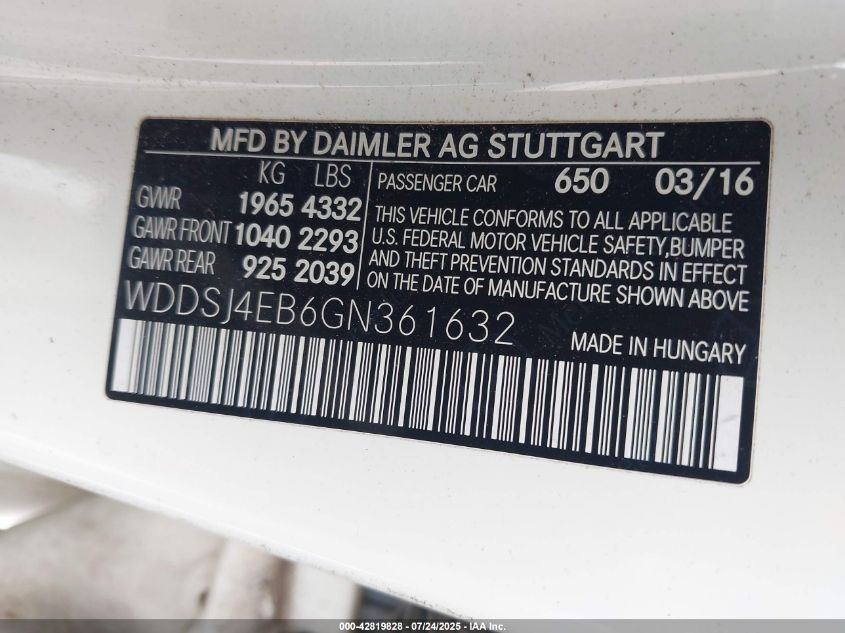 MFD BY DAIMLER AG STUTTGART
KG LBS
GVWR 1965 4332
GAWR FRONT 1040 2293
GAWR REAR 925 2039
PASSENGER CAR 650 03/16
THIS VEHICLE CONFORMS TO ALL APPLICABLE
U.S. FEDERAL MOTOR VEHICLE SAFETY,BUMPER
AND THEFT PREVENTION STANDARDS IN EFFECT
ON THE DATE OF MANUFACTURE SHOWN ABOVE.
WDDSJ4EB6GN361632
MADE IN HUNGARY
000-42819828 - 07/24/2025 - IAA Inc.